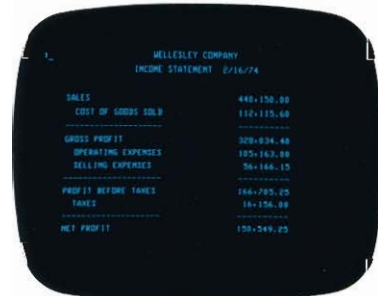 WELLESLEY COMPANY
INCOME STATEMENT 2/16/74
SALES 440,150.00
COST OF GOODS SOLD 112,115.60
GROSS PROFIT 328,034.40
OPERATING EXPENSES 105,163.00
SELLING EXPENSES 56,166.15
PROFIT BEFORE TAXES 166,705.25
TAXES 16,156.00
NET PROFIT 150,549.25